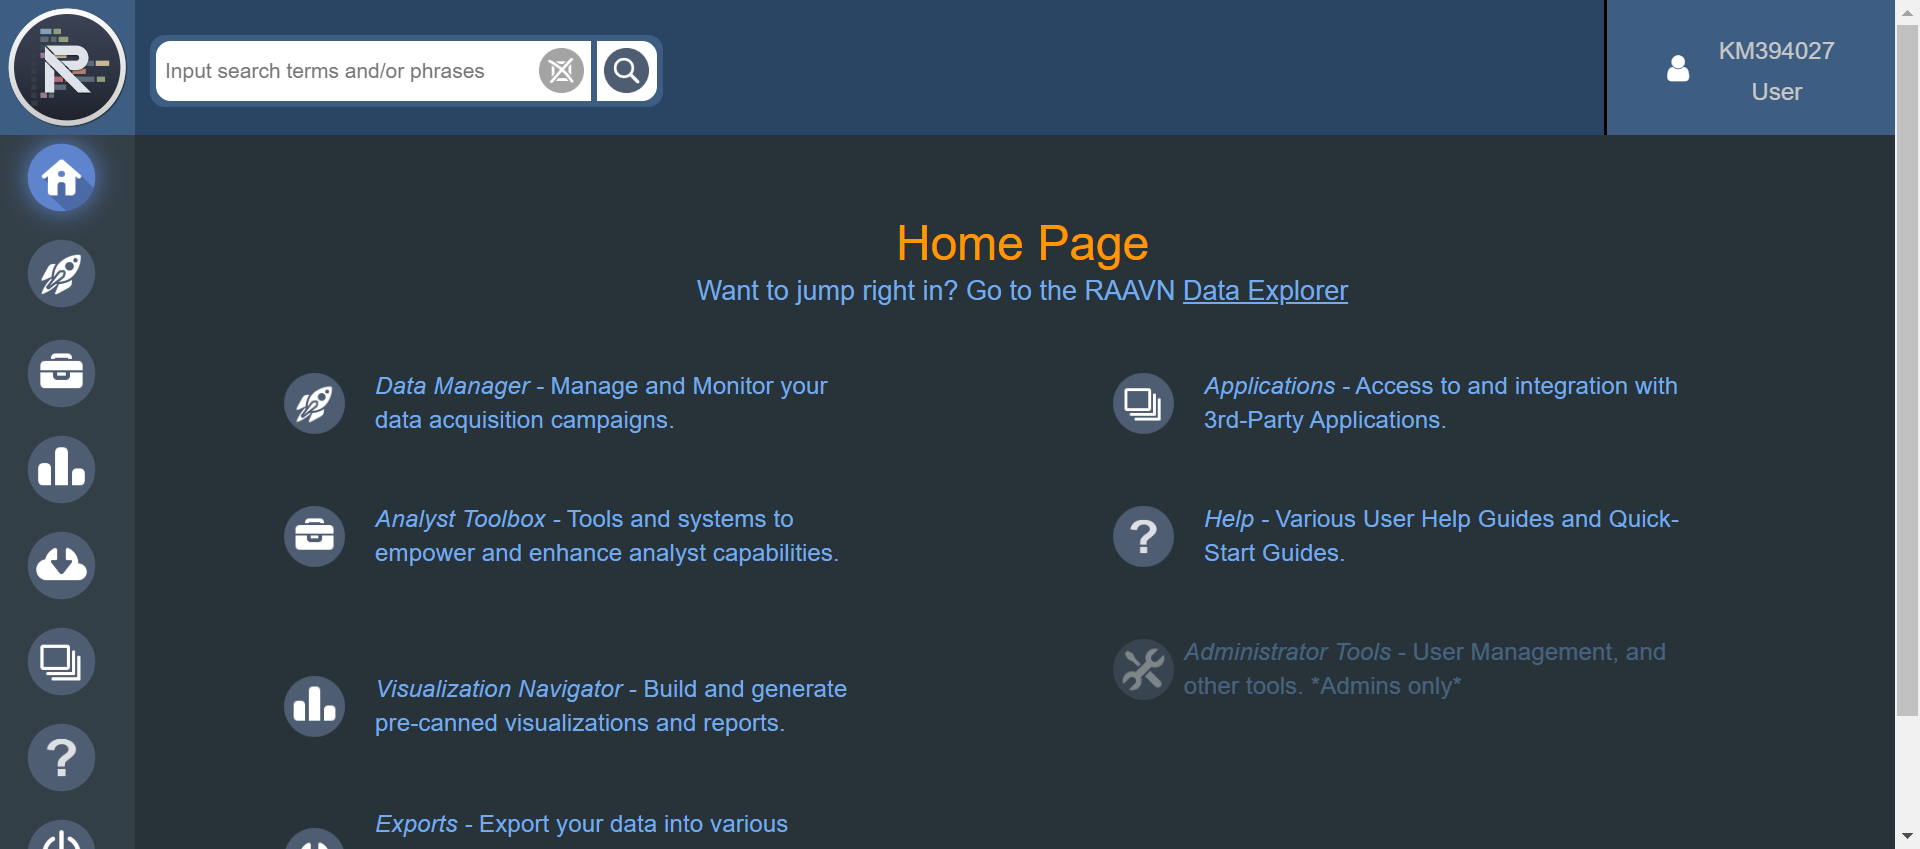 Input search terms and/or phrases
KM394027
User
Home Page
Want to jump right in? Go to the RAAVN Data Explorer
Data Manager - Manage and Monitor your
data acquisition campaigns.
Analyst Toolbox - Tools and systems to
empower and enhance analyst capabilities.
Visualization Navigator - Build and generate
pre-canned visualizations and reports.
Exports - Export your data into various
Applications - Access to and integration with
3rd-Party Applications.
Help - Various User Help Guides and Quick-
Start Guides.
Administrator Tools - User Management, and
other tools. *Admins only*